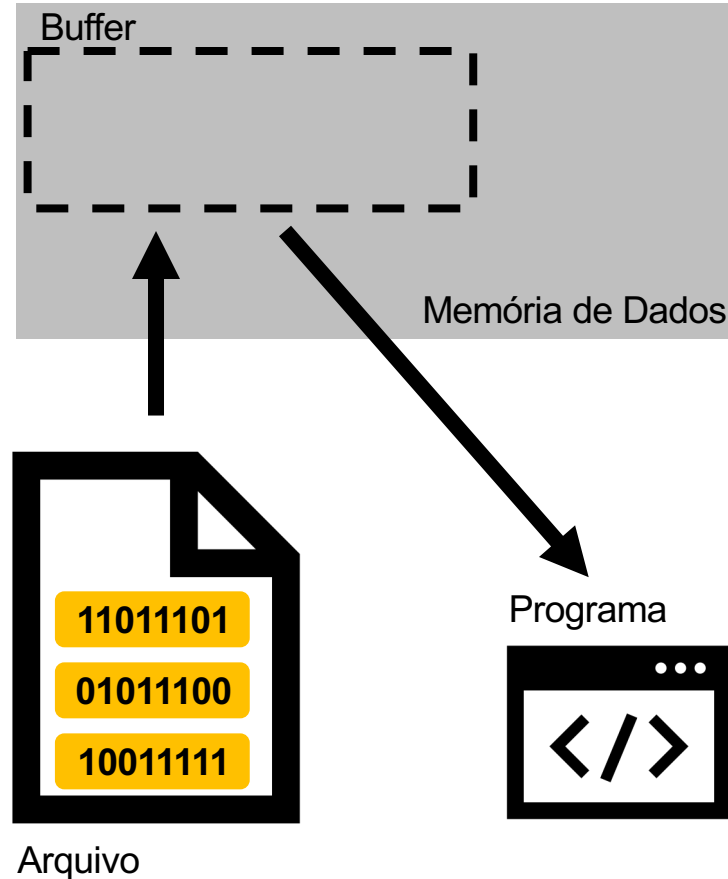 Buffer
Memória de Dados
11011101
01011100
10011111
Programa
</>
Arquivo